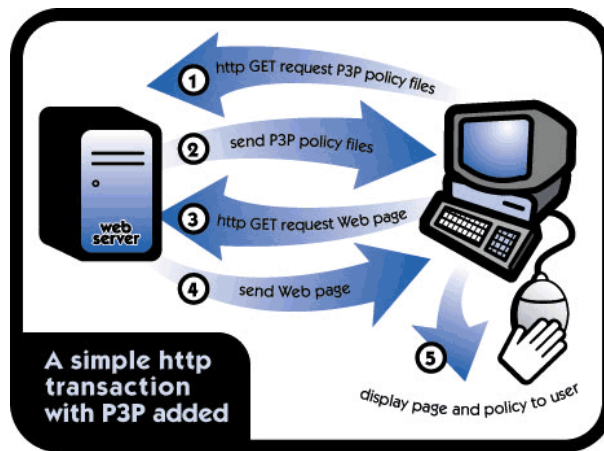 1 http GET request P3P policy files
2 send P3P policy files
web
server
3 http GET request Web page
4 send Web page
5
display page and policy to user
A simple http
transaction
with P3P added